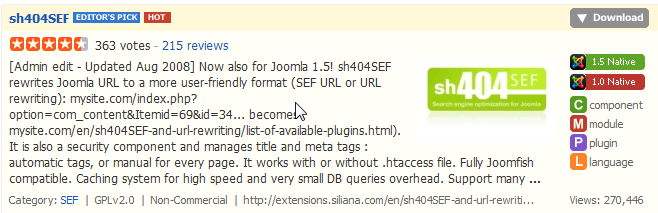 sh404SEF EDITOR'S PICK HOT
Download
363 votes - 215 reviews
[Admin edit - Updated Aug 2008] Now also for Joomla 1.5! sh404SEF
rewrites Joomla URL to a more user-friendly format (SEF URL or URL
rewriting): mysite.com/index.php?
option=com_content&Itemid=69&id=34... becomes
mysite.com/en/sh404SEF-and-url-rewriting/list-of-available-plugins.html).
It is also a security component and manages title and meta tags :
automatic tags, or manual for every page. It works with or without .htaccess file. Fully Joomfish
compatible. Caching system for high speed and very small DB queries overhead. Support many ...
sh404SEF
Search engine optimization for Joomla
1.5 Native
1.0 Native
C component
M module
P plugin
L language
Category: SEF | GPLv2.0 | Non-Commercial | http://extensions.siliana.com/en/sh404SEF-and-url-rewriti...
Views: 270,446